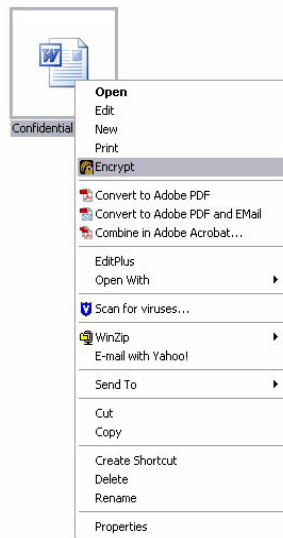 Confidential
Open
Edit
New
Print
Encrypt
Convert to Adobe PDF
Convert to Adobe PDF and EMail
Combine in Adobe Acrobat...
EditPlus
Open With
Scan for viruses...
WinZip
E-mail with Yahoo!
Send To
Cut
Copy
Create Shortcut
Delete
Rename
Properties